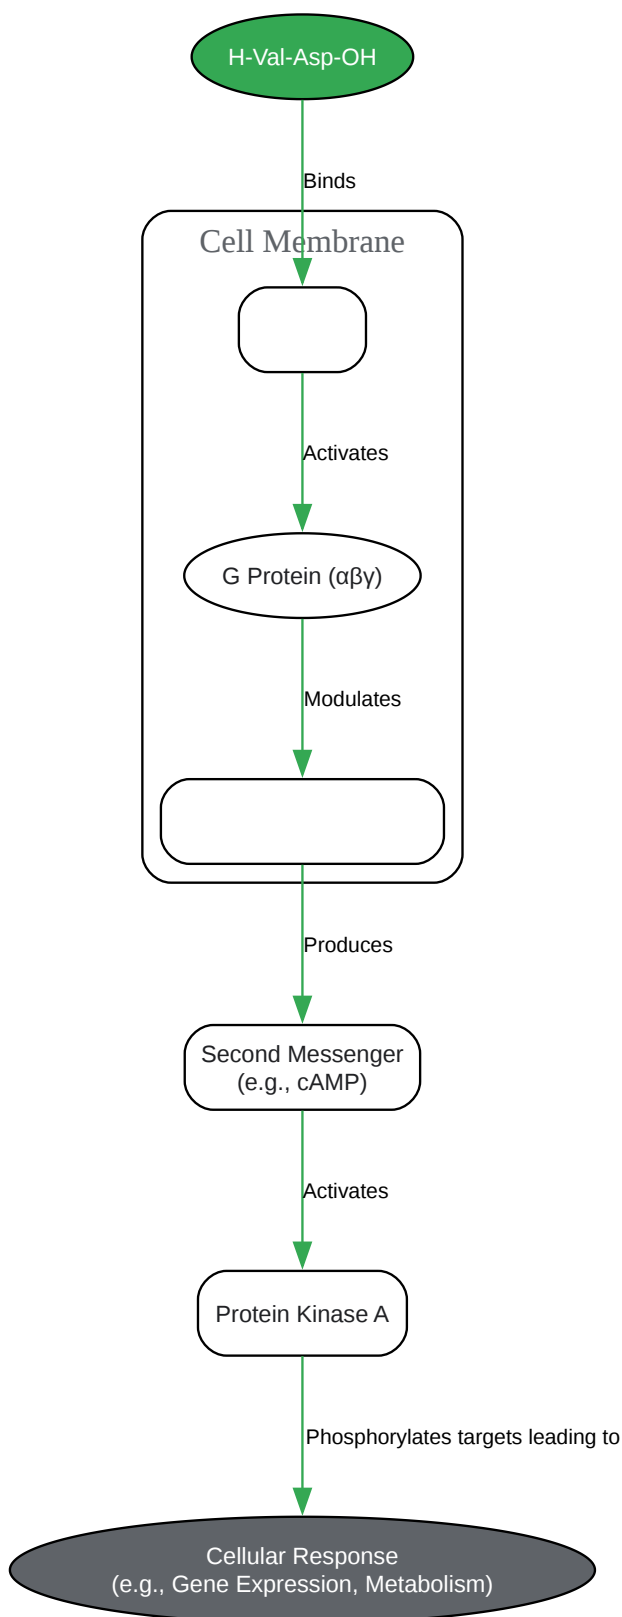 H-Val-Asp-OH
Binds
Cell Membrane
Activates
G Protein (αβγ)
Modulates
Produces
Second Messenger
(e.g., cAMP)
Activates
Protein Kinase A
Phosphorylates targets leading to
Cellular Response
(e.g., Gene Expression, Metabolism)